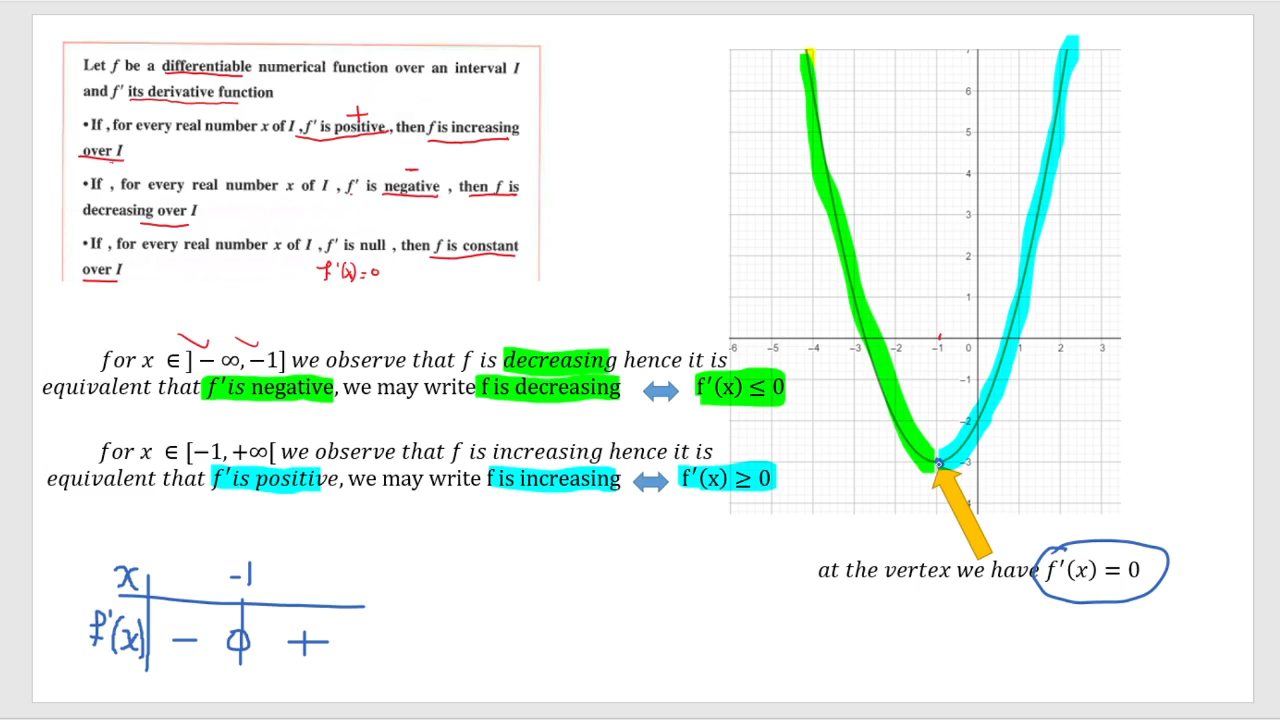 Let f be a differentiable numerical function over an interval I
and f' its derivative function
+
•If , for every real number x of I , f' is positive , then f is increasing
over I
−
•If , for every real number x of I , f' is negative , then f is
decreasing over I
•If , for every real number x of I , f' is null , then f is constant
over I
f'(x)=0
for x ∈ ] − ∞, −1] we observe that f is decreasing hence it is
equivalent that f'is negative, we may write f is decreasing f′(x) ≤ 0
for x ∈ [−1, +∞[ we observe that f is increasing hence it is
equivalent that f'is positive, we may write f is increasing f′(x) ≥ 0
7
6
5
4
3
2
1
-6 −5 −4 −3 −2 −1 0 1 2 3
−1
−2
−3
4
at the vertex we have f′(x) = 0
x -1
f'(x) − 0 +